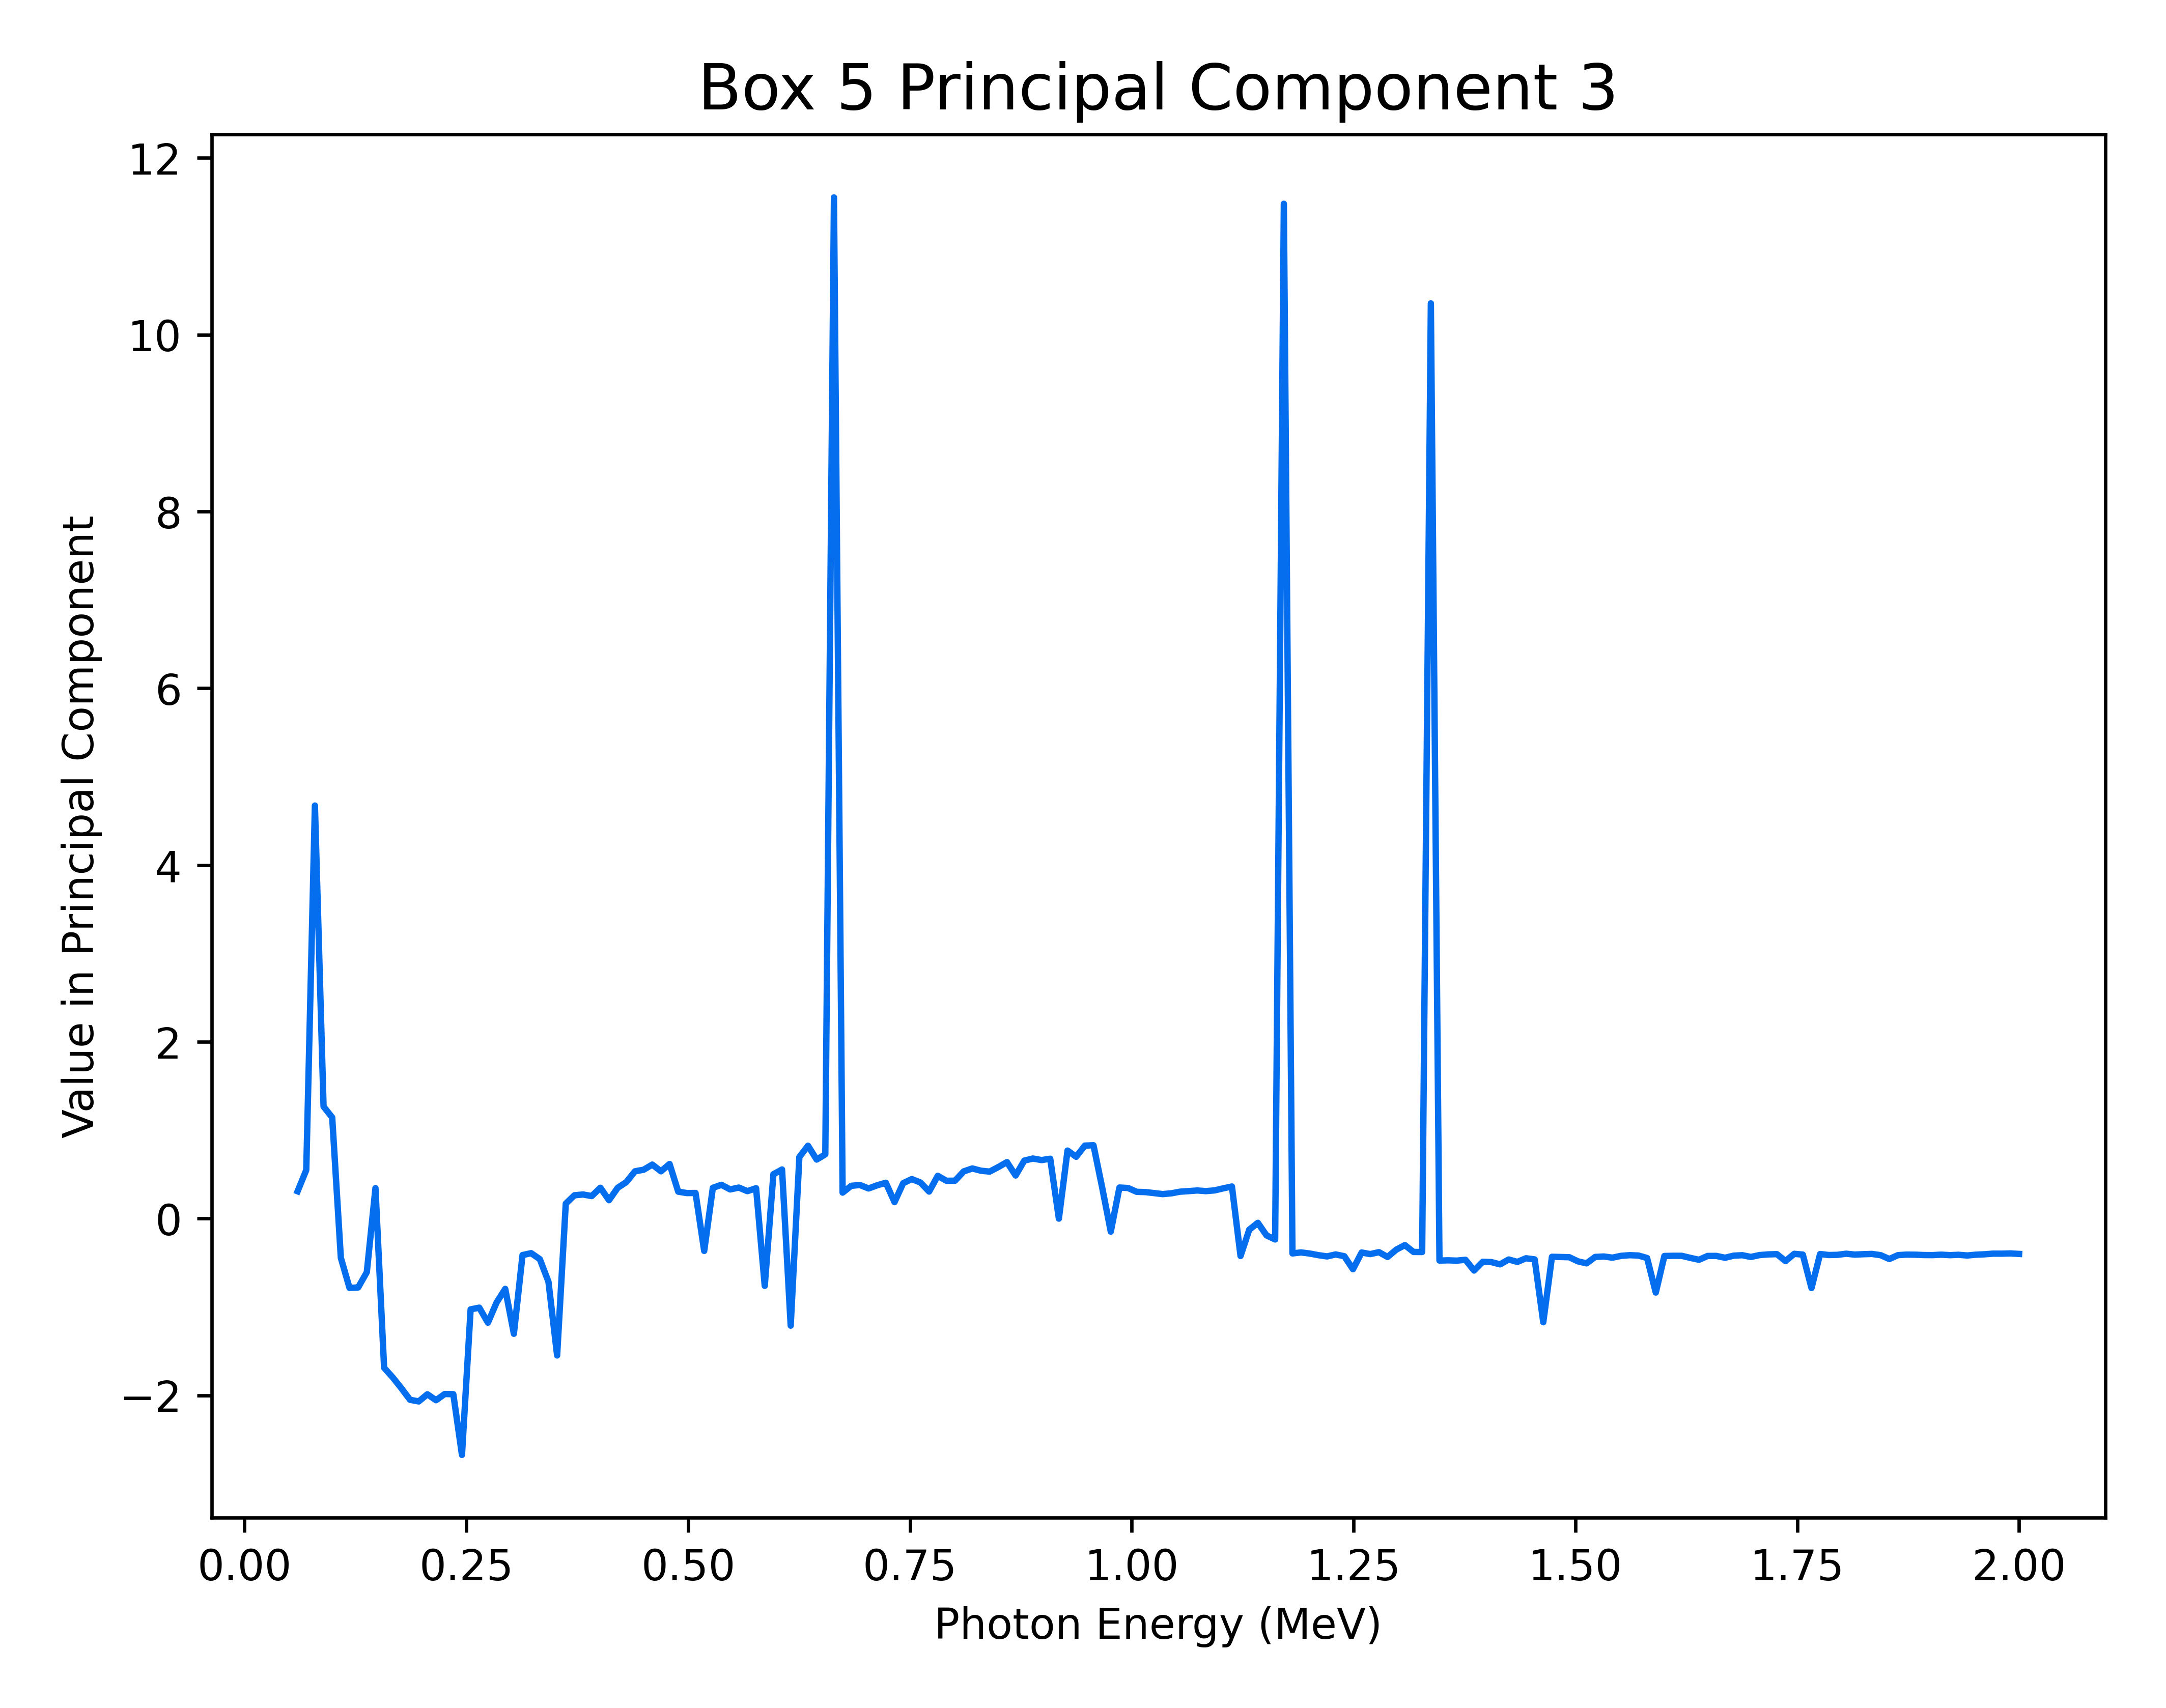 Box 5 Principal Component 3
12
10
8
6
4
2
0
−2
Value in Principal Component
0.00 0.25 0.50 0.75 1.00 1.25 1.50 1.75 2.00
Photon Energy (MeV)